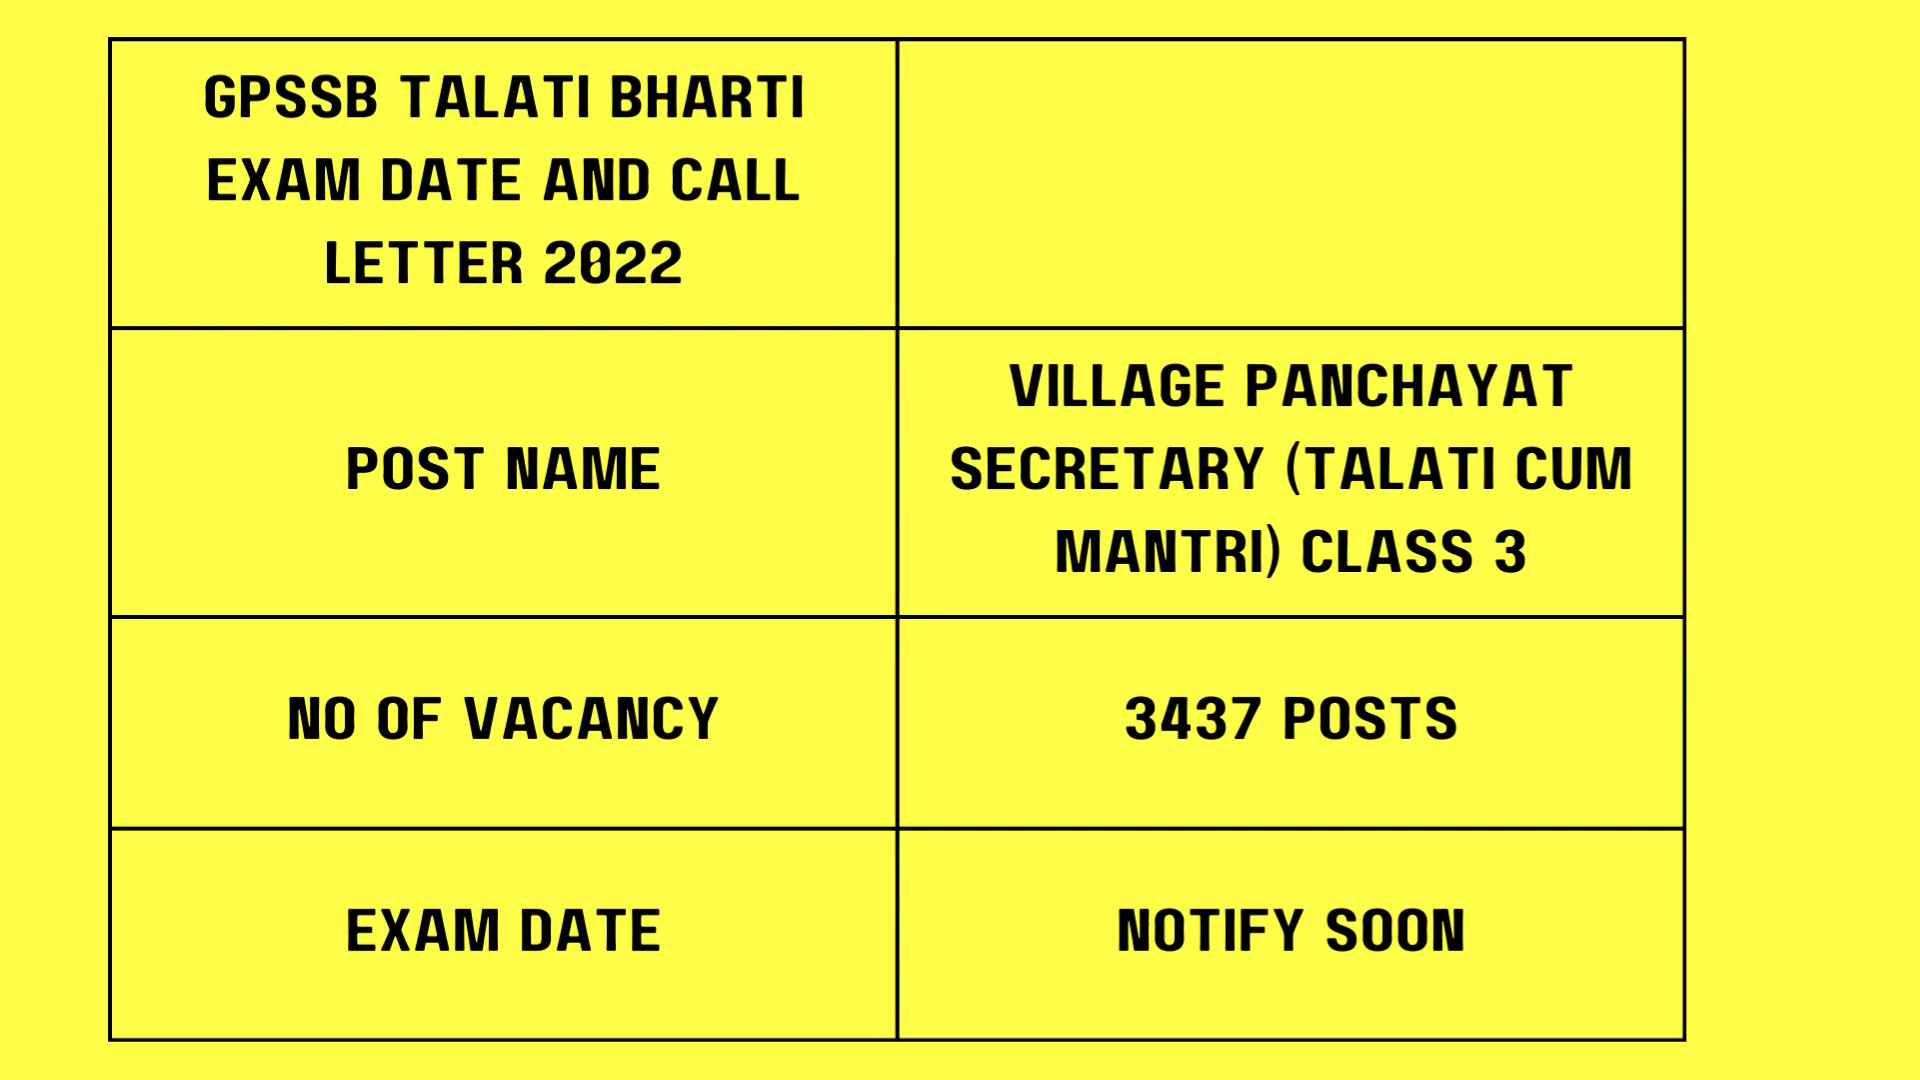 GPSSB TALATI BHARTI
EXAM DATE AND CALL
LETTER 2022
POST NAME
VILLAGE PANCHAYAT
SECRETARY (TALATI CUM
MANTRI) CLASS 3
NO OF VACANCY
3437 POSTS
EXAM DATE
NOTIFY SOON